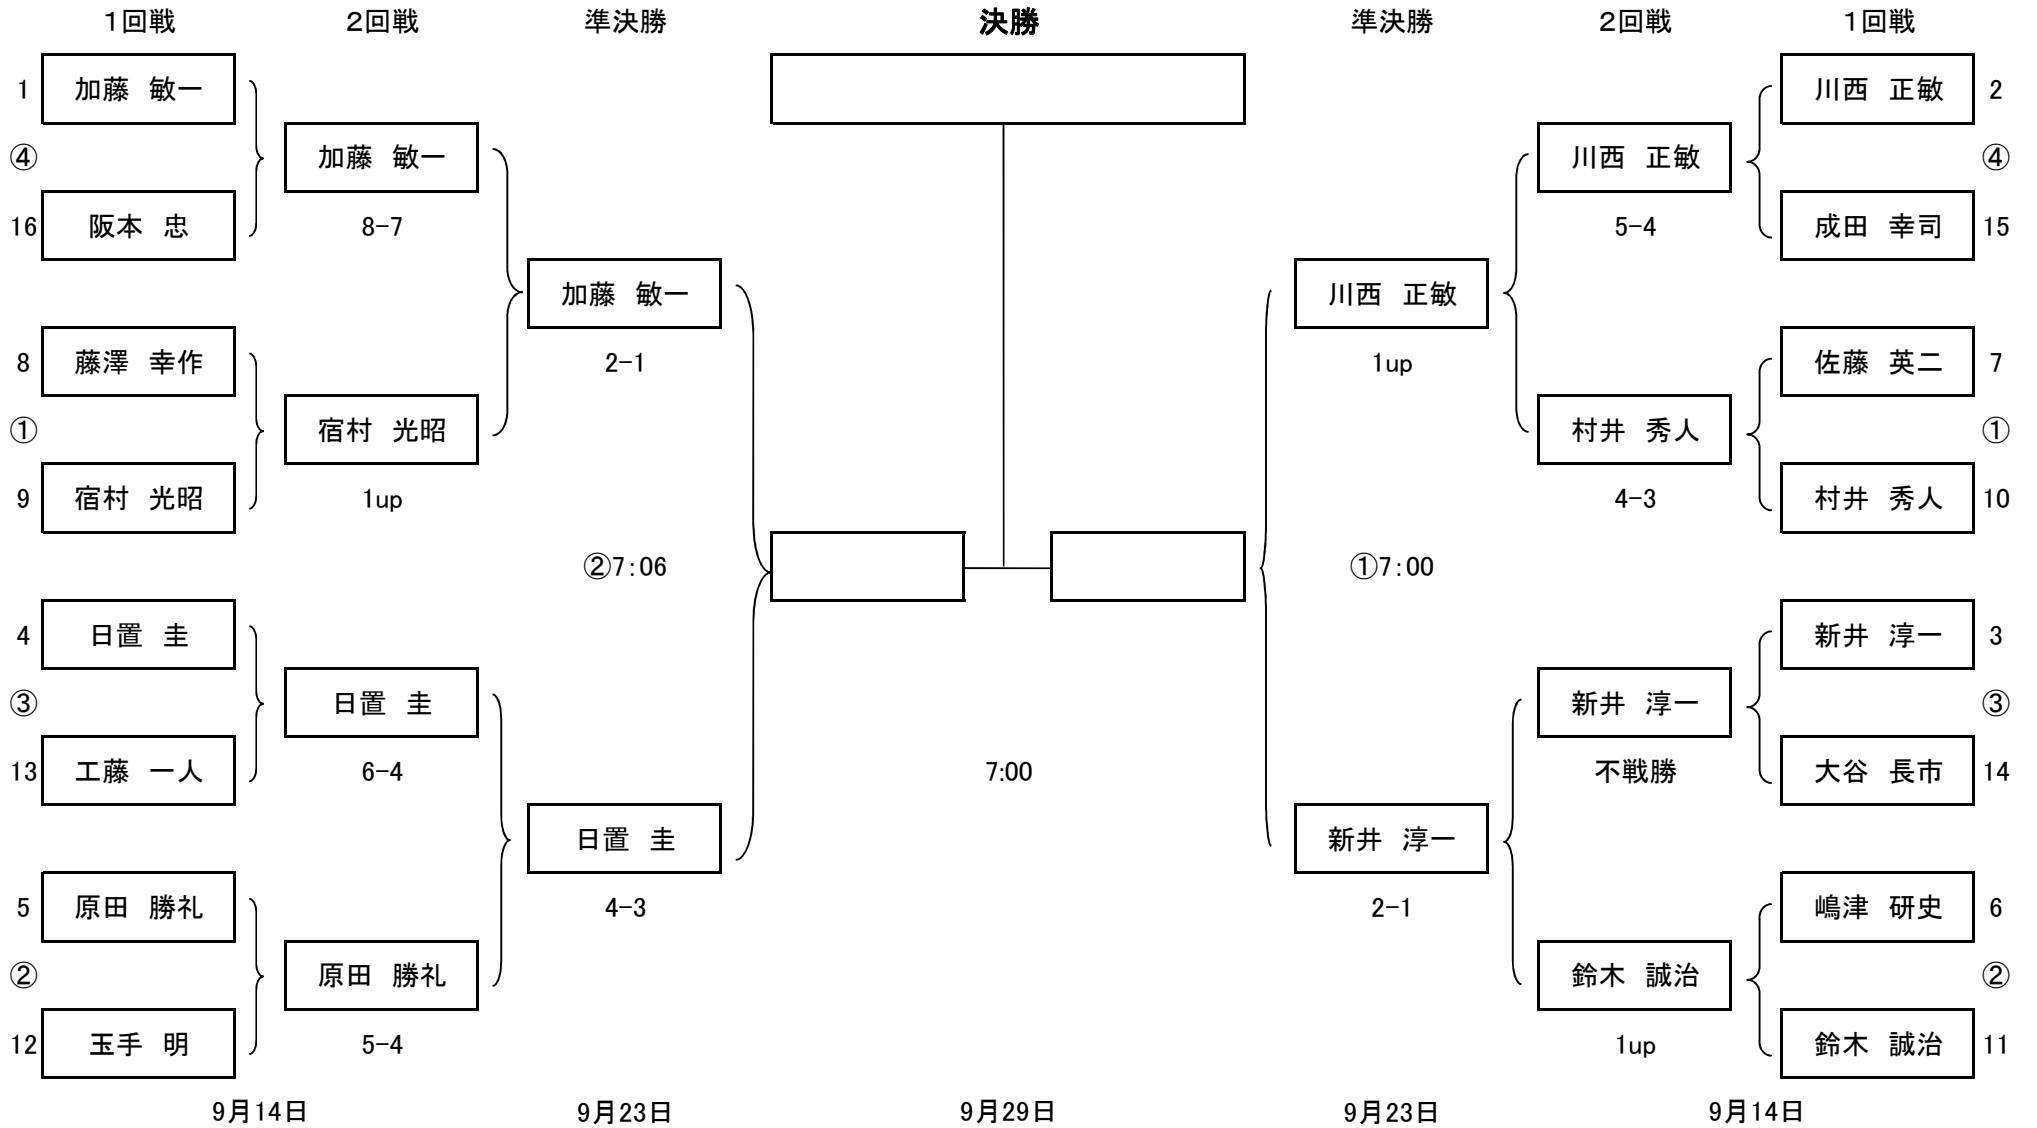 １回戦 ２回戦 準決勝 決勝 準決勝 ２回戦 １回戦
1 加藤　敏一 川西　正敏 2
④ 加藤　敏一 川西　正敏 ④
16 阪本　忠 8-7 5-4 成田　幸司 15
加藤　敏一 川西　正敏
8 藤澤　幸作 2-1 1up 佐藤　英二 7
① 宿村　光昭 村井　秀人 ①
9 宿村　光昭 1up 4-3 村井　秀人 10
②7:06 ①7:00
4 日置　圭 新井　淳一 3
③ 日置　圭 新井　淳一 ③
13 工藤　一人 6-4 7:00 不戦勝 大谷　長市 14
日置　圭 新井　淳一
5 原田　勝礼 4-3 2-1 嶋津　研史 6
② 原田　勝礼 鈴木　誠治 ②
12 玉手　明 5-4 1up 鈴木　誠治 11
9月14日 9月23日 9月29日 9月23日 9月14日